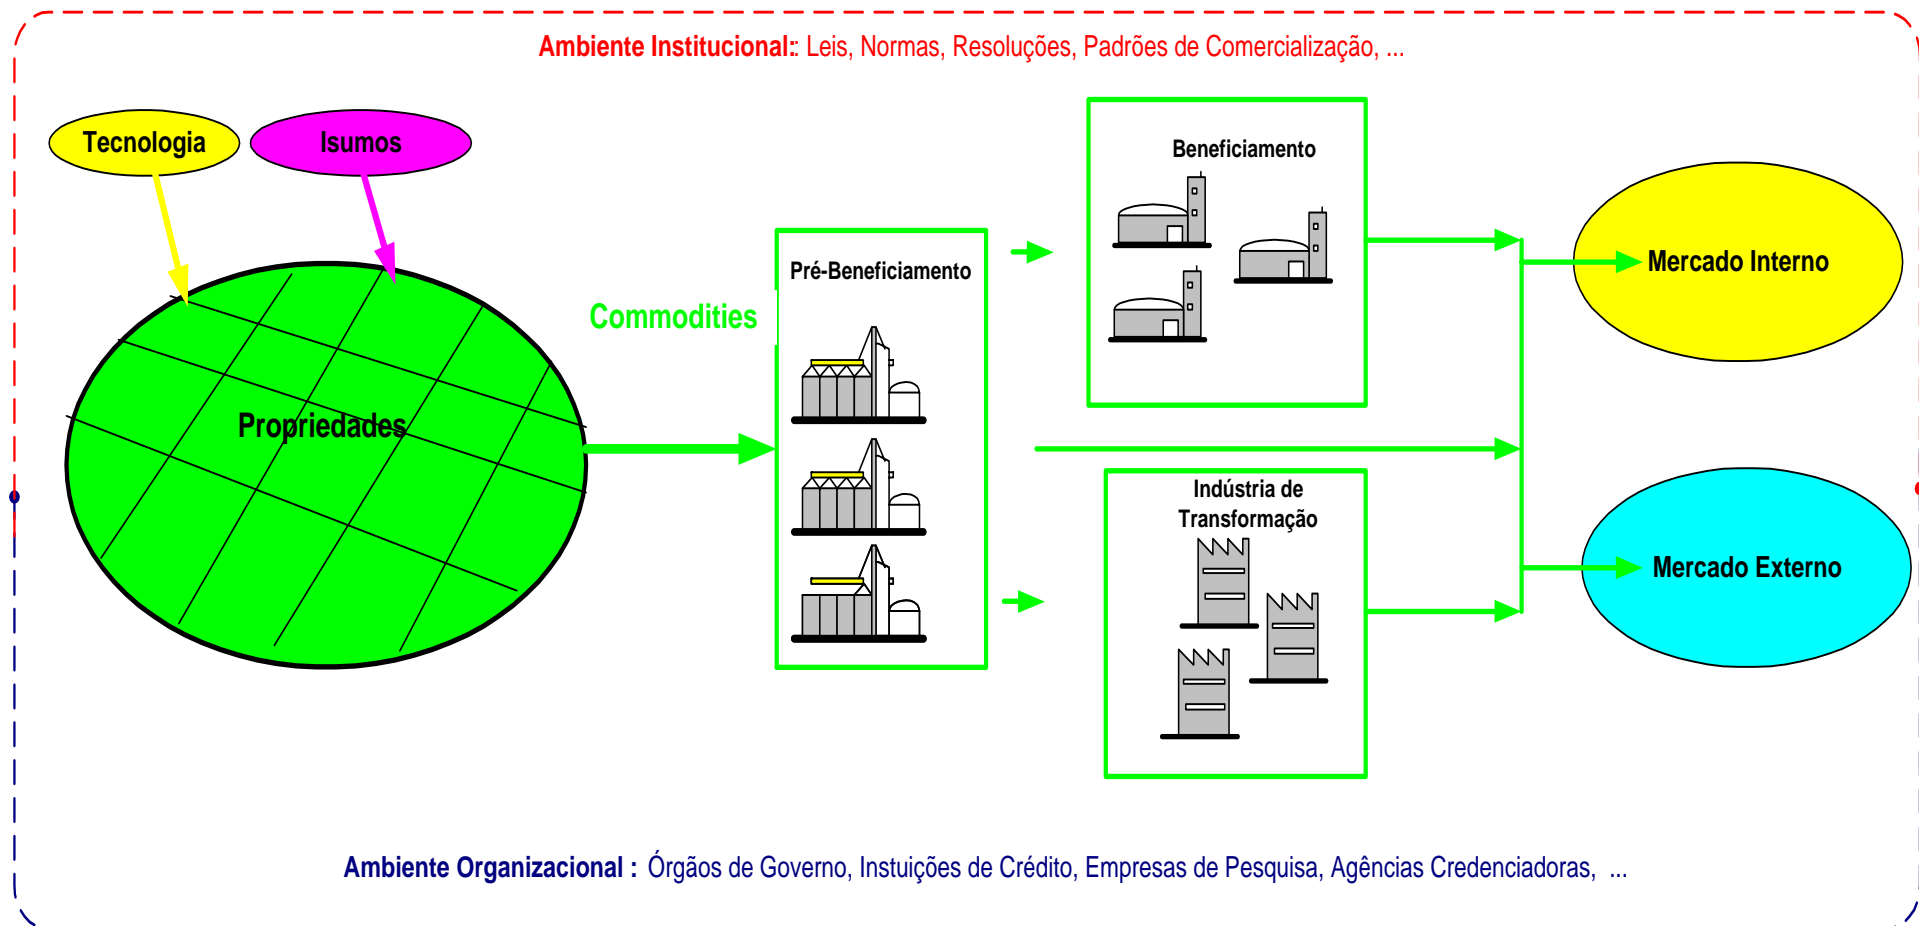 Ambiente Institucional:: Leis, Normas, Resoluções, Padrões de Comercialização, ...
Tecnologia
Isumos
Beneficiamento
Mercado Interno
Pré-Beneficiamento
Commodities
Propriedades
Indústria de
Transformação
Mercado Externo
Ambiente Organizacional : Órgãos de Governo, Instuições de Crédito, Empresas de Pesquisa, Agências Credenciadoras, ...